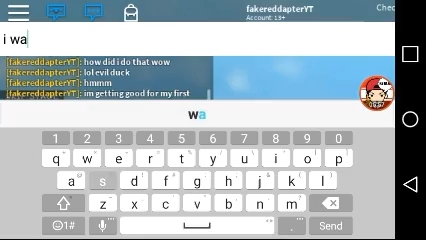 fakereddapterYT
Account: 13+
Chec
i wa
[fakereddapterYT]: how did i do that wow
[fakereddapterYT]: lol evil duck
[fakereddapterYT]: hmmm
[fakereddapterYT]: im getting good for my first
wa
1 2 3 4 5 6 7 8 9 0
q w e r t y u i o p
a s d f g h j k l
z x c v b n m
☺1# Send